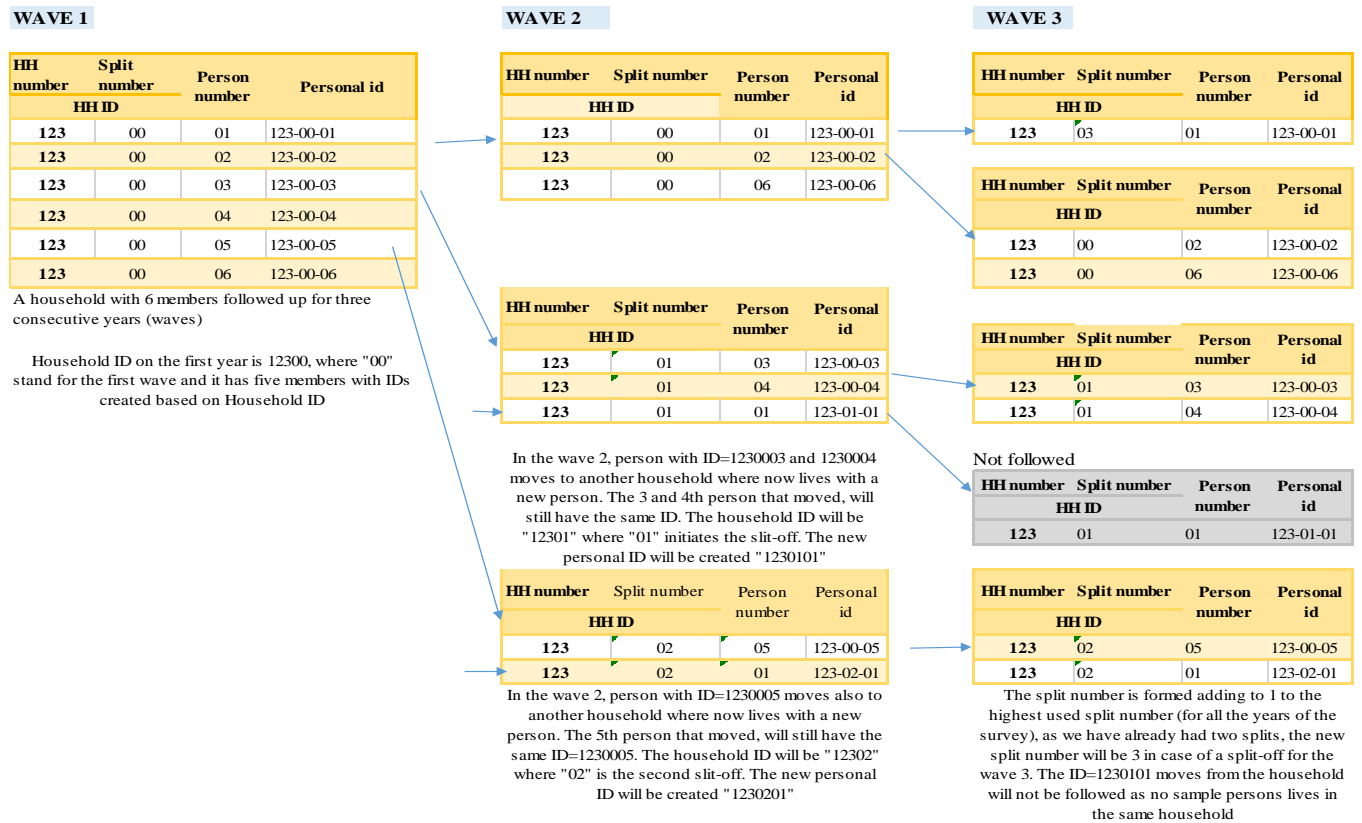 WAVE 1
HH number Split number Person number Personal id
HH ID
123 00 01 123-00-01
123 00 02 123-00-02
123 00 03 123-00-03
123 00 04 123-00-04
123 00 05 123-00-05
123 00 06 123-00-06
A household with 6 members followed up for three
consecutive years (waves)
Household ID on the first year is 12300, where "00"
stand for the first wave and it has five members with IDs
created based on Household ID
WAVE 2
HH number Split number Person number Personal id
HH ID
123 00 01 123-00-01
123 00 02 123-00-02
123 00 06 123-00-06
HH number Split number Person number Personal id
HH ID
123 01 03 123-00-03
123 01 04 123-00-04
123 01 01 123-01-01
In the wave 2, person with ID=1230003 and 1230004
moves to another household where now lives with a
new person. The 3 and 4th person that moved, will
still have the same ID. The household ID will be
"12301" where "01" initiates the slit-off. The new
personal ID will be created "1230101"
HH number Split number Person number Personal id
HH ID
123 02 05 123-00-05
123 02 01 123-02-01
In the wave 2, person with ID=1230005 moves also to
another household where now lives with a new
person. The 5th person that moved, will still have the
same ID=1230005. The household ID will be "12302"
where "02" is the second slit-off. The new personal
ID will be created "1230201"
WAVE 3
HH number Split number Person number Personal id
HH ID
123 03 01 123-00-01
HH number Split number Person number Personal id
HH ID
123 00 02 123-00-02
123 00 06 123-00-06
HH number Split number Person number Personal id
HH ID
123 01 03 123-00-03
123 01 04 123-00-04
Not followed
HH number Split number Person number Personal id
HH ID
123 01 01 123-01-01
HH number Split number Person number Personal id
HH ID
123 02 05 123-00-05
123 02 01 123-02-01
The split number is formed adding to 1 to the
highest used split number (for all the years of the
survey), as we have already had two splits, the new
split number will be 3 in case of a split-off for the
wave 3. The ID=1230101 moves from the household
will not be followed as no sample persons lives in
the same household